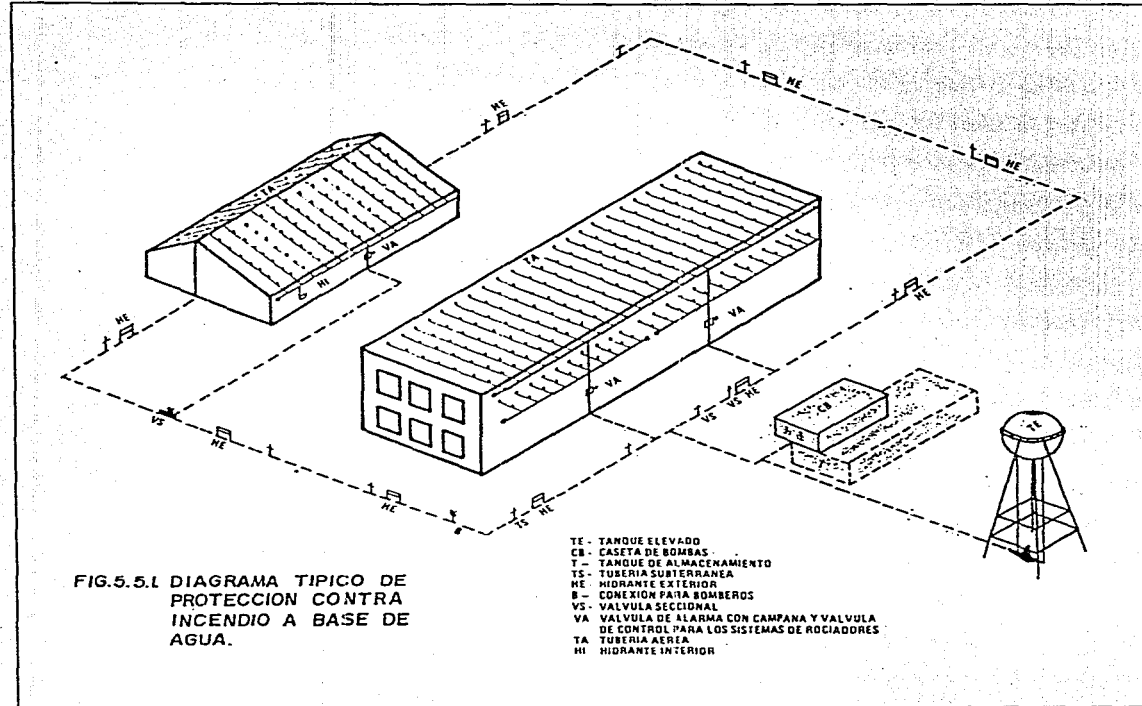 HE
HE
HE
TA
VA
HI
TA
HE
HE
VA
VA
VS
HE
VS
VS HE
CB
TE
HE
TS HE
B
TE - TANQUE ELEVADO
CB - CASETA DE BOMBAS
T - TANQUE DE ALMACENAMIENTO
TS - TUBERIA SUBTERRANEA
HE - HIDRANTE EXTERIOR
B - CONEXION PARA BOMBEROS
VS - VALVULA SECCIONAL
VA VALVULA DE ALARMA CON CAMPANA Y VALVULA
DE CONTROL PARA LOS SISTEMAS DE ROCIADORES
TA TUBERIA AEREA
HI HIDRANTE INTERIOR
FIG.5.5.1. DIAGRAMA TIPICO DE
PROTECCION CONTRA
INCENDIO A BASE DE
AGUA.